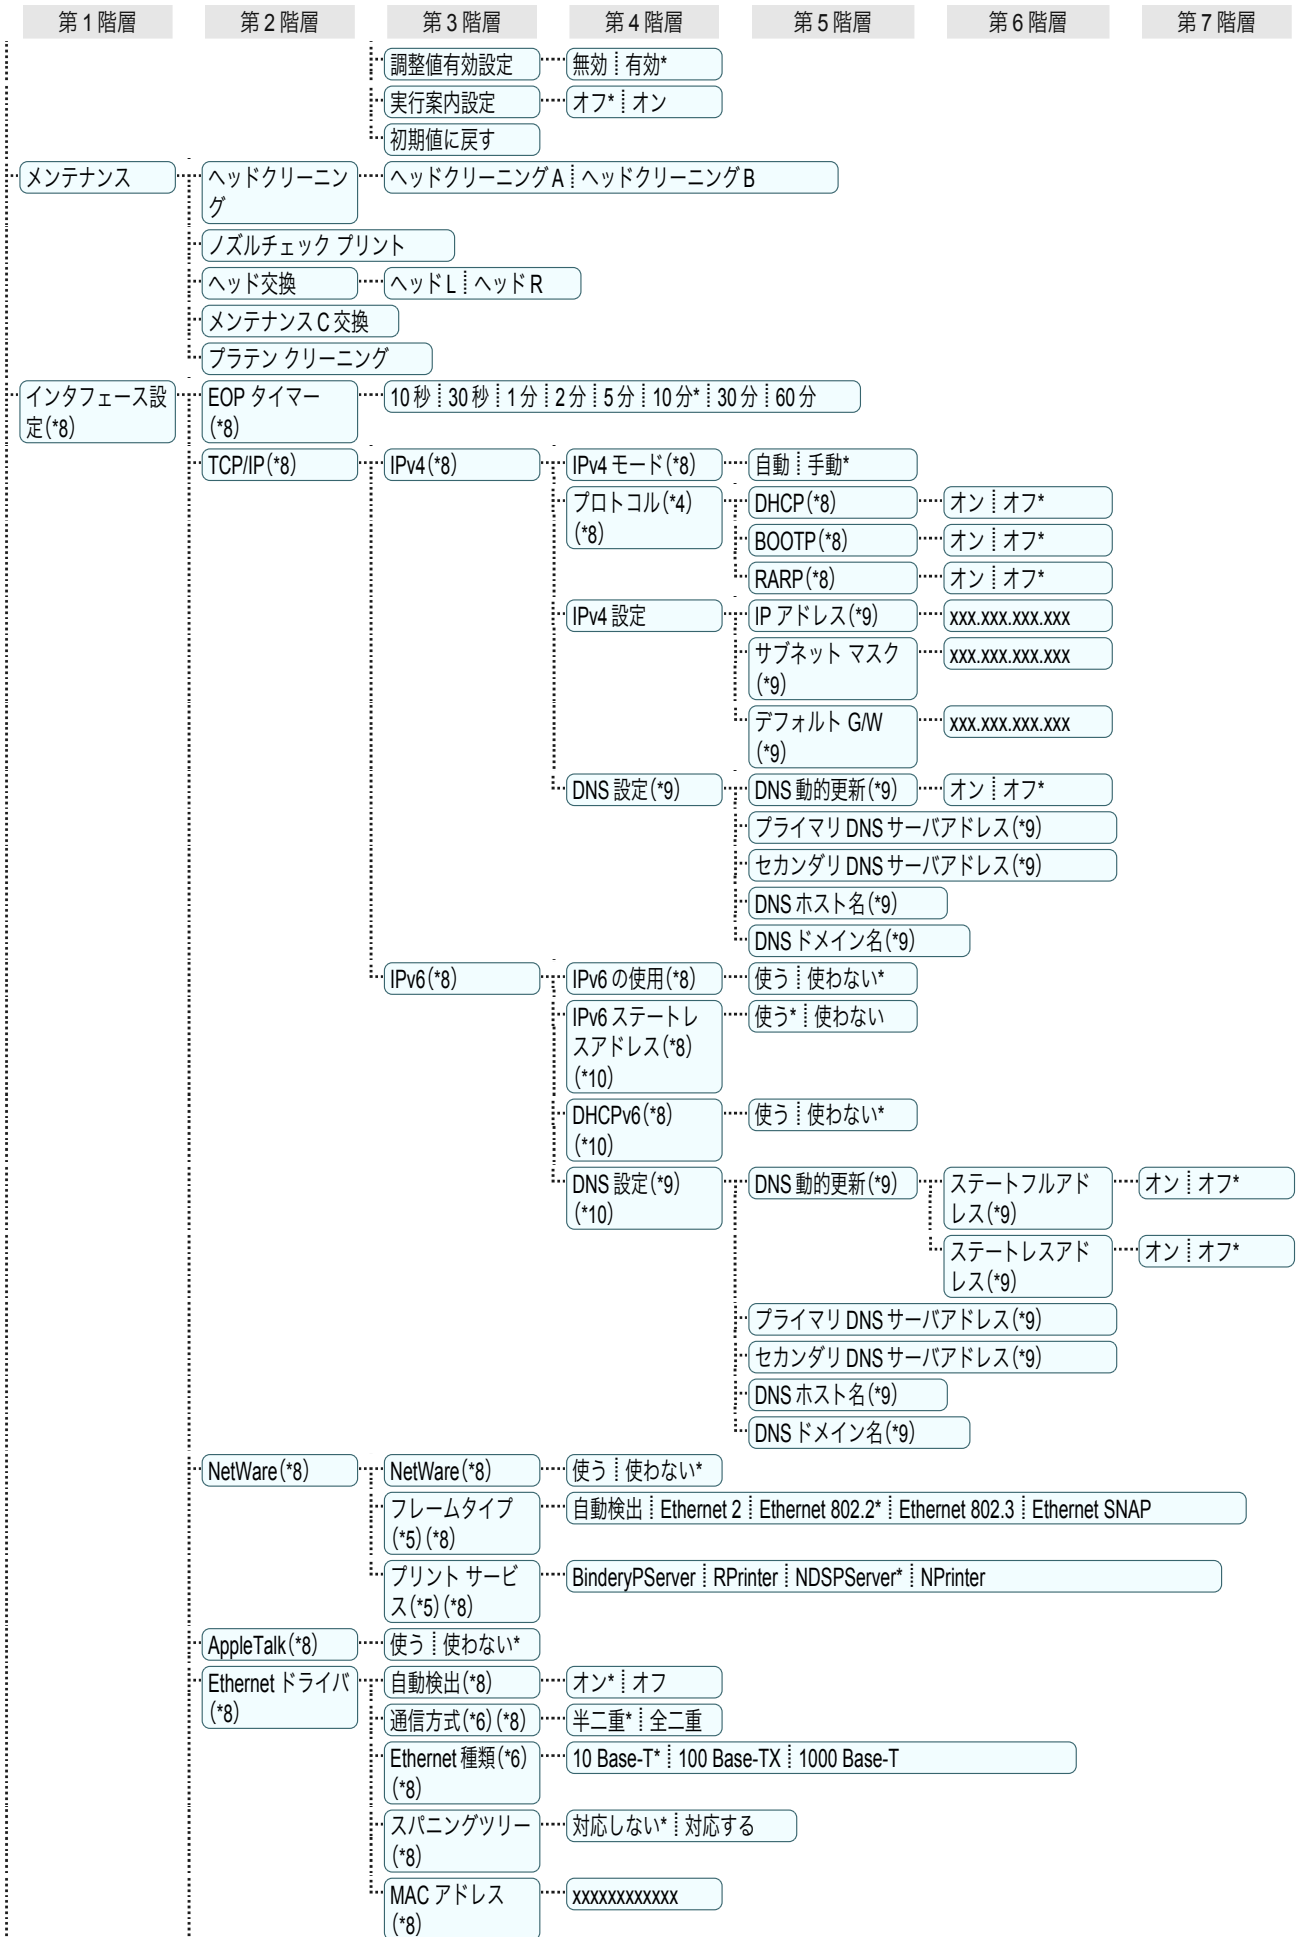 第1階層 第2階層 第3階層 第4階層 第5階層 第6階層 第7階層
調整値有効設定 無効 有効*
実行案内設定 オフ* オン
初期値に戻す
メンテナンス ヘッドクリーニン ヘッドクリーニングA ヘッドクリーニングB
グ
ノズルチェック プリント
ヘッド交換 ヘッドL ヘッドR
メンテナンスC交換
プラテン クリーニング
インタフェース設 EOP タイマー 10秒 30秒 1分 2分 5分 10分* 30分 60分
定(*8) (*8)
TCP/IP(*8) IPv4(*8) IPv4 モード(*8) 自動 手動*
プロトコル(*4) DHCP(*8) オン オフ*
(*8) BOOTP(*8) オン オフ*
RARP(*8) オン オフ*
IPv4 設定 IP アドレス(*9) xxx.xxx.xxx.xxx
サブネット マスク xxx.xxx.xxx.xxx
(*9)
デフォルト G/W xxx.xxx.xxx.xxx
(*9)
DNS 設定(*9) DNS 動的更新(*9) オン オフ*
プライマリ DNS サーバアドレス(*9)
セカンダリ DNS サーバアドレス(*9)
DNS ホスト名(*9)
DNS ドメイン名(*9)
IPv6(*8) IPv6 の使用(*8) 使う 使わない*
IPv6 ステートレ 使う* 使わない
スアドレス(*8)
(*10)
DHCPv6(*8) 使う 使わない*
(*10)
DNS 設定(*9) DNS 動的更新(*9) ステートフルアド オン オフ*
(*10) レス(*9)
ステートレスアド オン オフ*
レス(*9)
プライマリ DNS サーバアドレス(*9)
セカンダリ DNS サーバアドレス(*9)
DNS ホスト名(*9)
DNS ドメイン名(*9)
NetWare(*8) NetWare(*8) 使う 使わない*
フレームタイプ 自動検出 Ethernet 2 Ethernet 802.2* Ethernet 802.3 Ethernet SNAP
(*5)(*8)
プリント サービ BinderyPServer RPrinter NDSPServer* NPrinter
ス(*5)(*8)
AppleTalk(*8) 使う 使わない*
Ethernet ドライバ 自動検出(*8) オン* オフ
(*8) 通信方式(*6)(*8) 半二重* 全二重
Ethernet 種類(*6) 10 Base-T* 100 Base-TX 1000 Base-T
(*8)
スパニングツリー 対応しない* 対応する
(*8)
MAC アドレス xxxxxxxxxxxx
(*8)